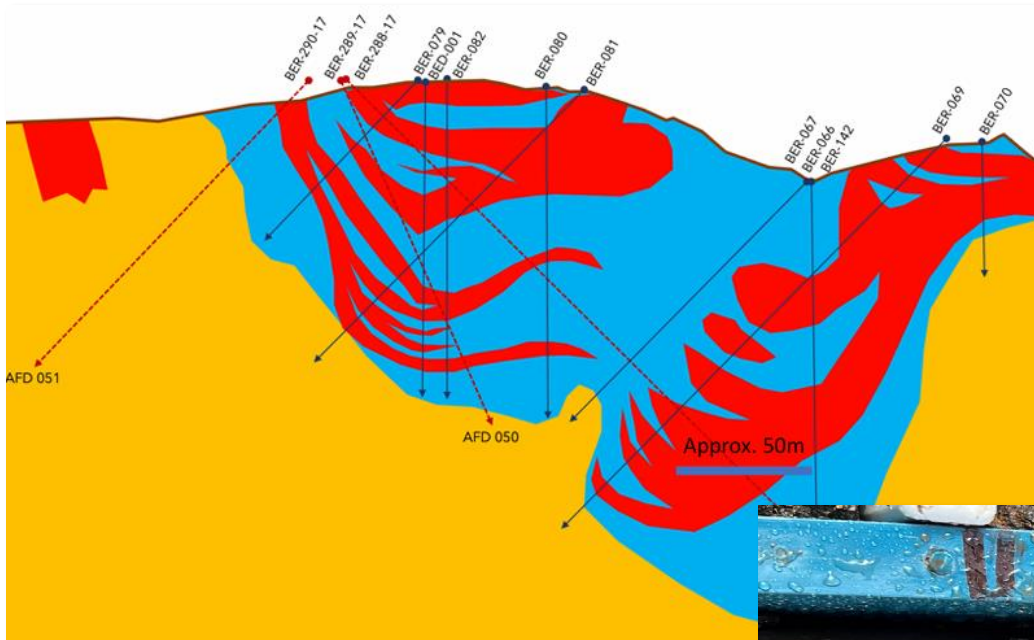 BER-290-17
BER-289-17
BER-288-17
BER-079
BED-001
BER-082
BER-080
BER-081
BER-067
BER-066
BER-142
BER-069
BER-070
AFD 051
AFD 050
Approx. 50m